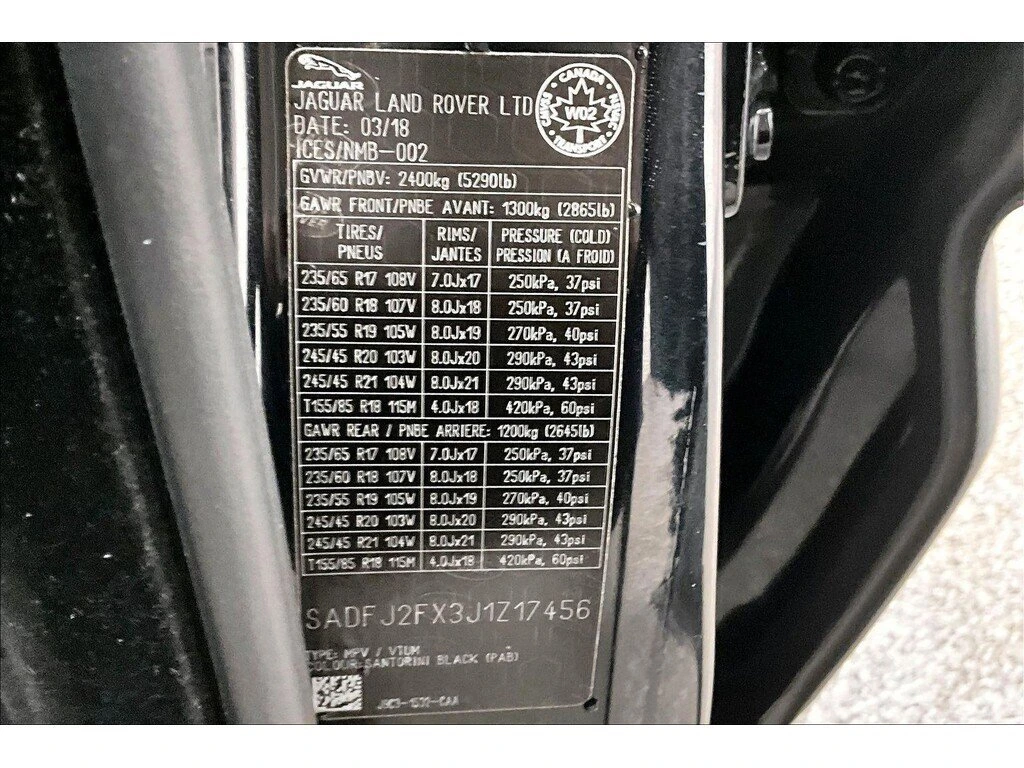 JAGUAR
JAGUAR LAND ROVER LTD
DATE: 03/18
ICES/NMB-002
CANADA
TRANSPORT
W02
GVWR/PNBV: 2400kg (5290lb)
GAWR FRONT/PNBE AVANT: 1300kg (2865lb)
TIRES/ RIMS/ PRESSURE (COLD)
PNEUS JANTES PRESSION (A FROID)
235/65 R17 108V 7.0Jx17 250kPa, 37psi
235/60 R18 107V 8.0Jx18 250kPa, 37psi
235/55 R19 105W 8.0Jx19 270kPa, 40psi
245/45 R20 103W 8.0Jx20 290kPa, 43psi
245/45 R21 104W 8.0Jx21 290kPa, 43psi
T155/85 R18 115M 4.0Jx18 420kPa, 60psi
GAWR REAR / PNBE ARRIERE: 1200kg (2645lb)
235/65 R17 108V 7.0Jx17 250kPa, 37psi
235/60 R18 107V 8.0Jx18 250kPa, 37psi
235/55 R19 105W 8.0Jx19 270kPa, 40psi
245/45 R20 103W 8.0Jx20 290kPa, 43psi
245/45 R21 104W 8.0Jx21 290kPa, 43psi
T155/85 R18 115M 4.0Jx18 420kPa, 60psi
SADFJ2FX3J1Z17456
TYPE: MPV / VTUM
COLOUR:SANTORINI BLACK (PAB)